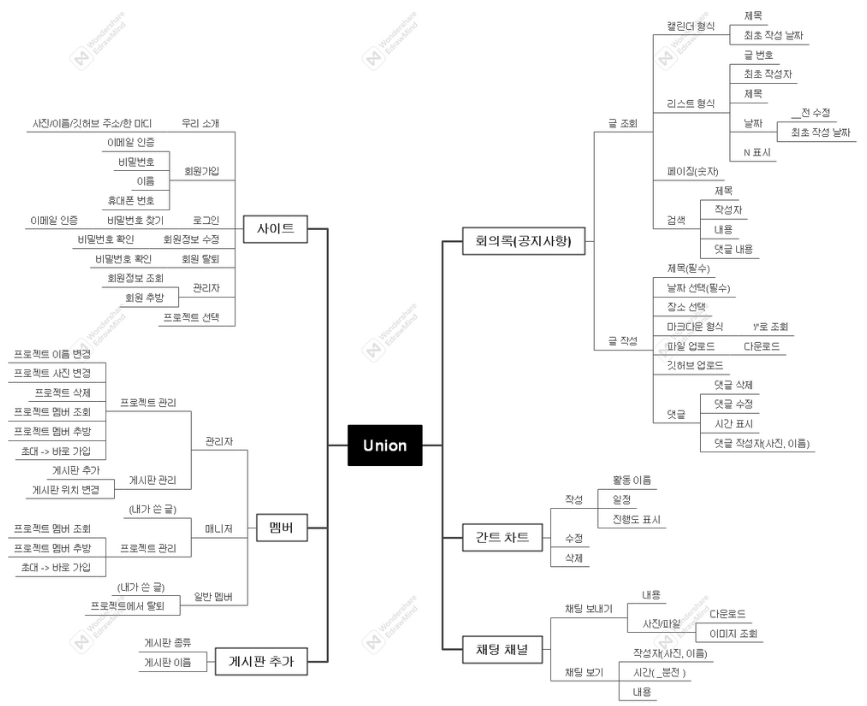 Union
사이트
우리 소개
사진/이름/깃허브 주소/한 마디
회원가입
이메일 인증
비밀번호
이름
휴대폰 번호
로그인
비밀번호 찾기
이메일 인증
회원정보 수정
비밀번호 확인
회원 탈퇴
비밀번호 확인
관리자
회원정보 조회
회원 추방
프로젝트 선택
멤버
관리자
프로젝트 관리
프로젝트 이름 변경
프로젝트 사진 변경
프로젝트 삭제
프로젝트 멤버 조회
프로젝트 멤버 추방
초대 -> 바로 가입
게시판 관리
게시판 추가
게시판 위치 변경
매니저
(내가 쓴 글)
프로젝트 관리
프로젝트 멤버 조회
프로젝트 멤버 추방
초대 -> 바로 가입
일반 멤버
(내가 쓴 글)
프로젝트에서 탈퇴
게시판 추가
게시판 종류
게시판 이름
회의록(공지사항)
글 조회
캘린더 형식
제목
최초 작성 날짜
리스트 형식
글 번호
최초 작성자
제목
날짜
__전 수정
최초 작성 날짜
N 표시
페이징(숫자)
검색
제목
작성자
내용
댓글 내용
글 작성
제목(필수)
날짜 선택(필수)
장소 선택
마크다운 형식
로 조회
파일 업로드
다운로드
깃허브 업로드
댓글
댓글 삭제
댓글 수정
시간 표시
댓글 작성자(사진, 이름)
간트 차트
작성
활동 이름
일정
진행도 표시
수정
삭제
채팅 채널
채팅 보내기
내용
사진/파일
다운로드
이미지 조회
채팅 보기
작성자(사진, 이름)
시간( _분전 )
내용
Wondershare
EdrawMind
Wondershare
EdrawMind
Wondershare
EdrawMind
Wondershare
EdrawMind
Wondershare
EdrawMind
Wondershare
EdrawMind
Wondershare
EdrawMind
Wondershare
EdrawMind
Wondershare
EdrawMind